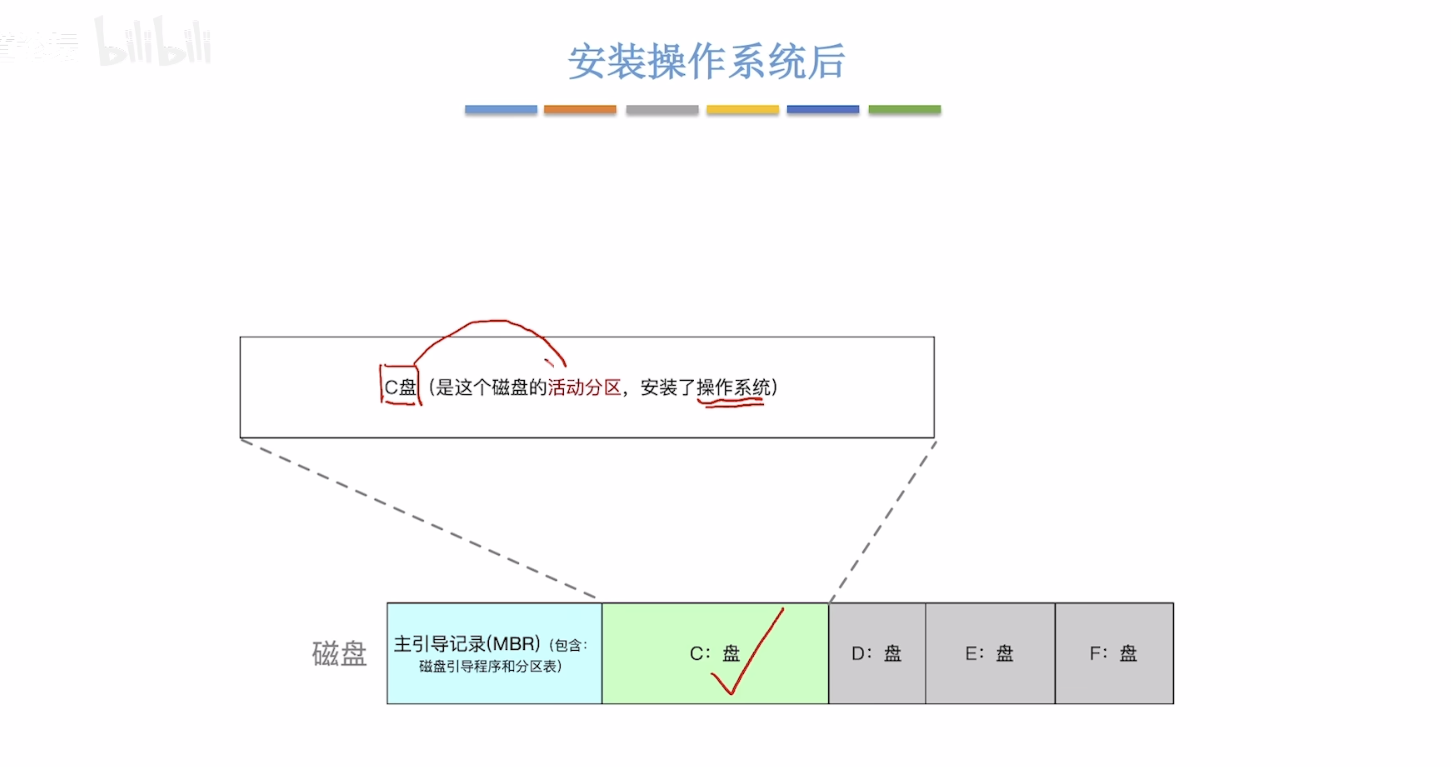 bilibili
安装操作系统后
C盘（是这个磁盘的活动分区，安装了操作系统）
磁盘
主引导记录(MBR)（包含：
磁盘引导程序和分区表）
C：盘
D：盘
E：盘
F：盘